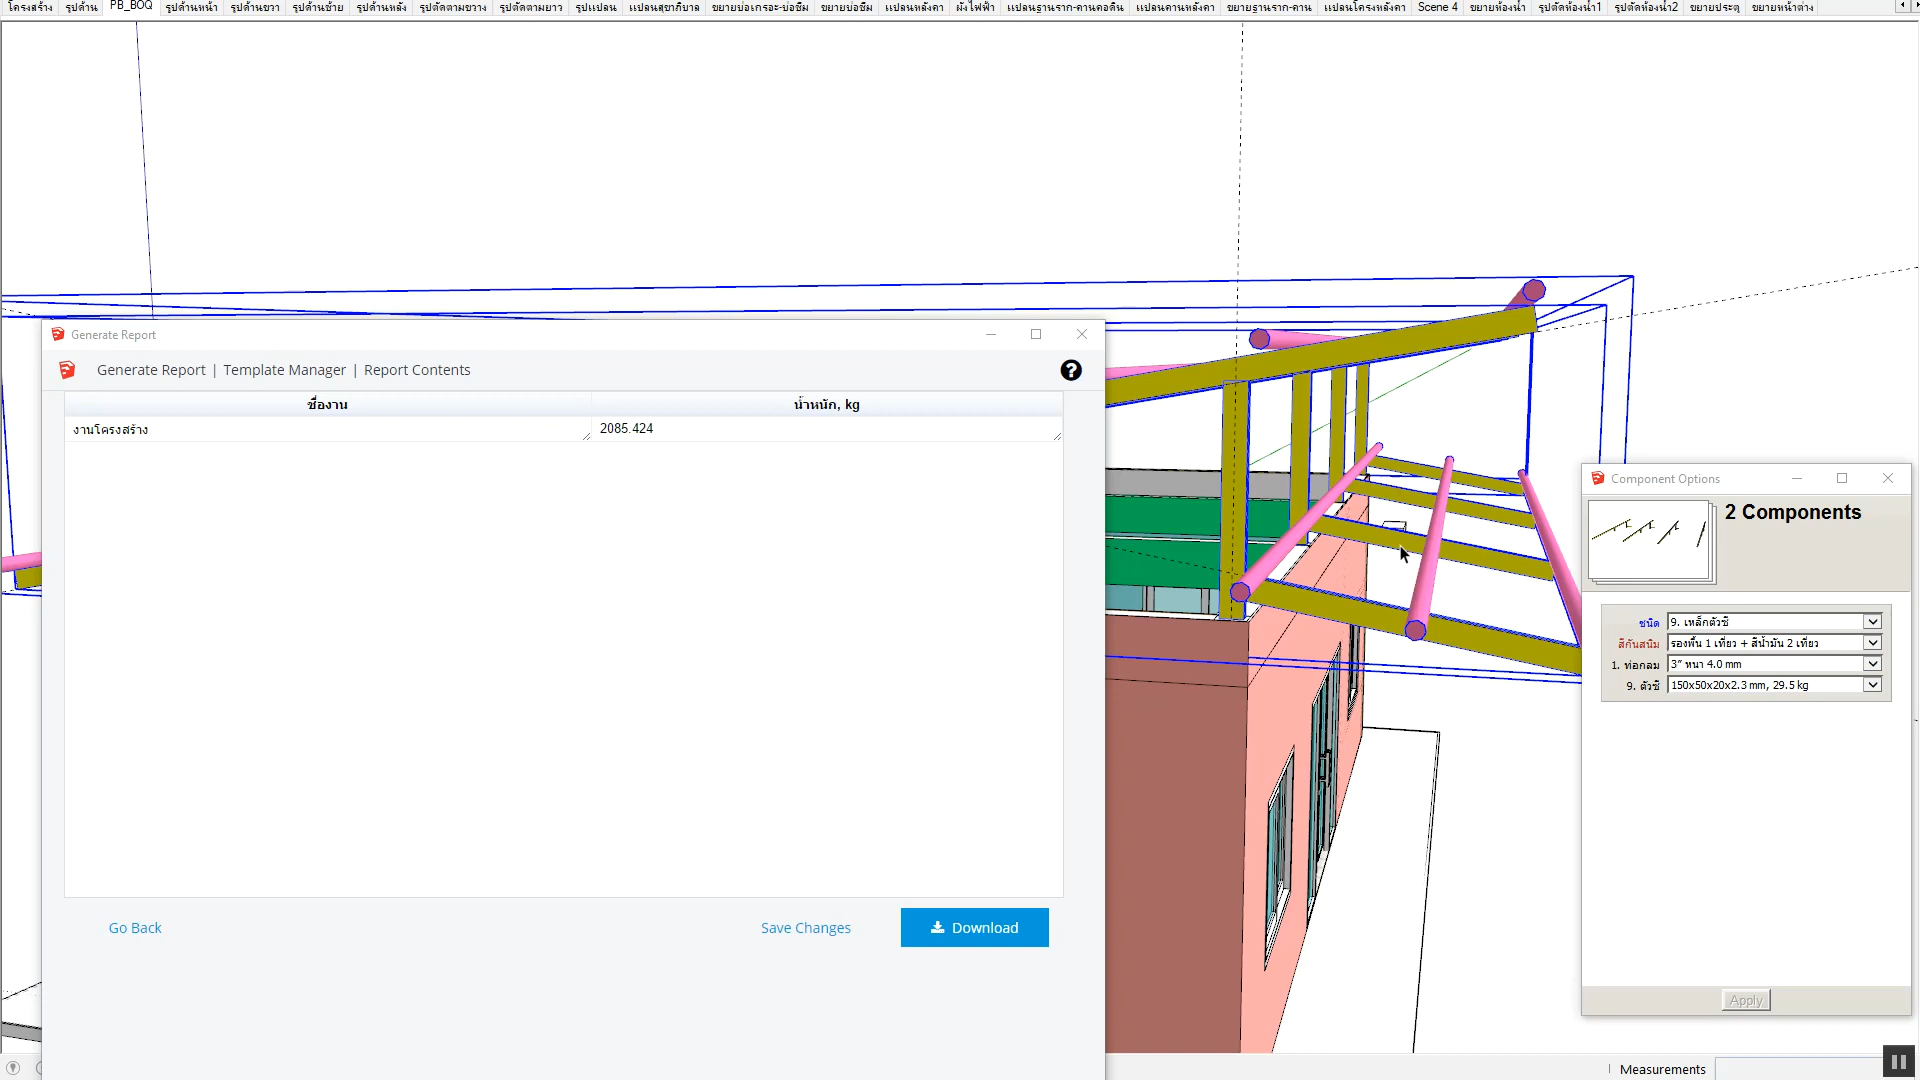 โครงสร้าง รูปด้าน PB_BOQ รูปด้านหน้า รูปด้านขวา รูปด้านซ้าย รูปด้านหลัง รูปตัดตามขวาง รูปตัดตามยาว รูปแปลน แปลนสุขาภิบาล ขยายบ่อเกรอะ-บ่อซึม ขยายบ่อซึม แปลนหลังคา ผังไฟฟ้า แปลนฐานราก-คานคอดิน แปลนคานหลังคา ขยายฐานราก-คาน แปลนโครงหลังคา Scene 4 ขยายห้องน้ำ รูปตัดห้องน้ำ1 รูปตัดห้องน้ำ2 ขยายประตู ขยายหน้าต่าง
Generate Report
Generate Report | Template Manager | Report Contents
ชื่องาน น้ำหนัก, kg
งานโครงสร้าง 2085.424
Go Back Save Changes Download
Component Options
2 Components
ชนิด 9. เหล็กตัวซี
สีกันสนิม รองพื้น 1 เที่ยว + สีน้ำมัน 2 เที่ยว
1. ท่อกลม 3" หนา 4.0 mm
9. ตัวซี 150x50x20x2.3 mm, 29.5 kg
Apply
Measurements